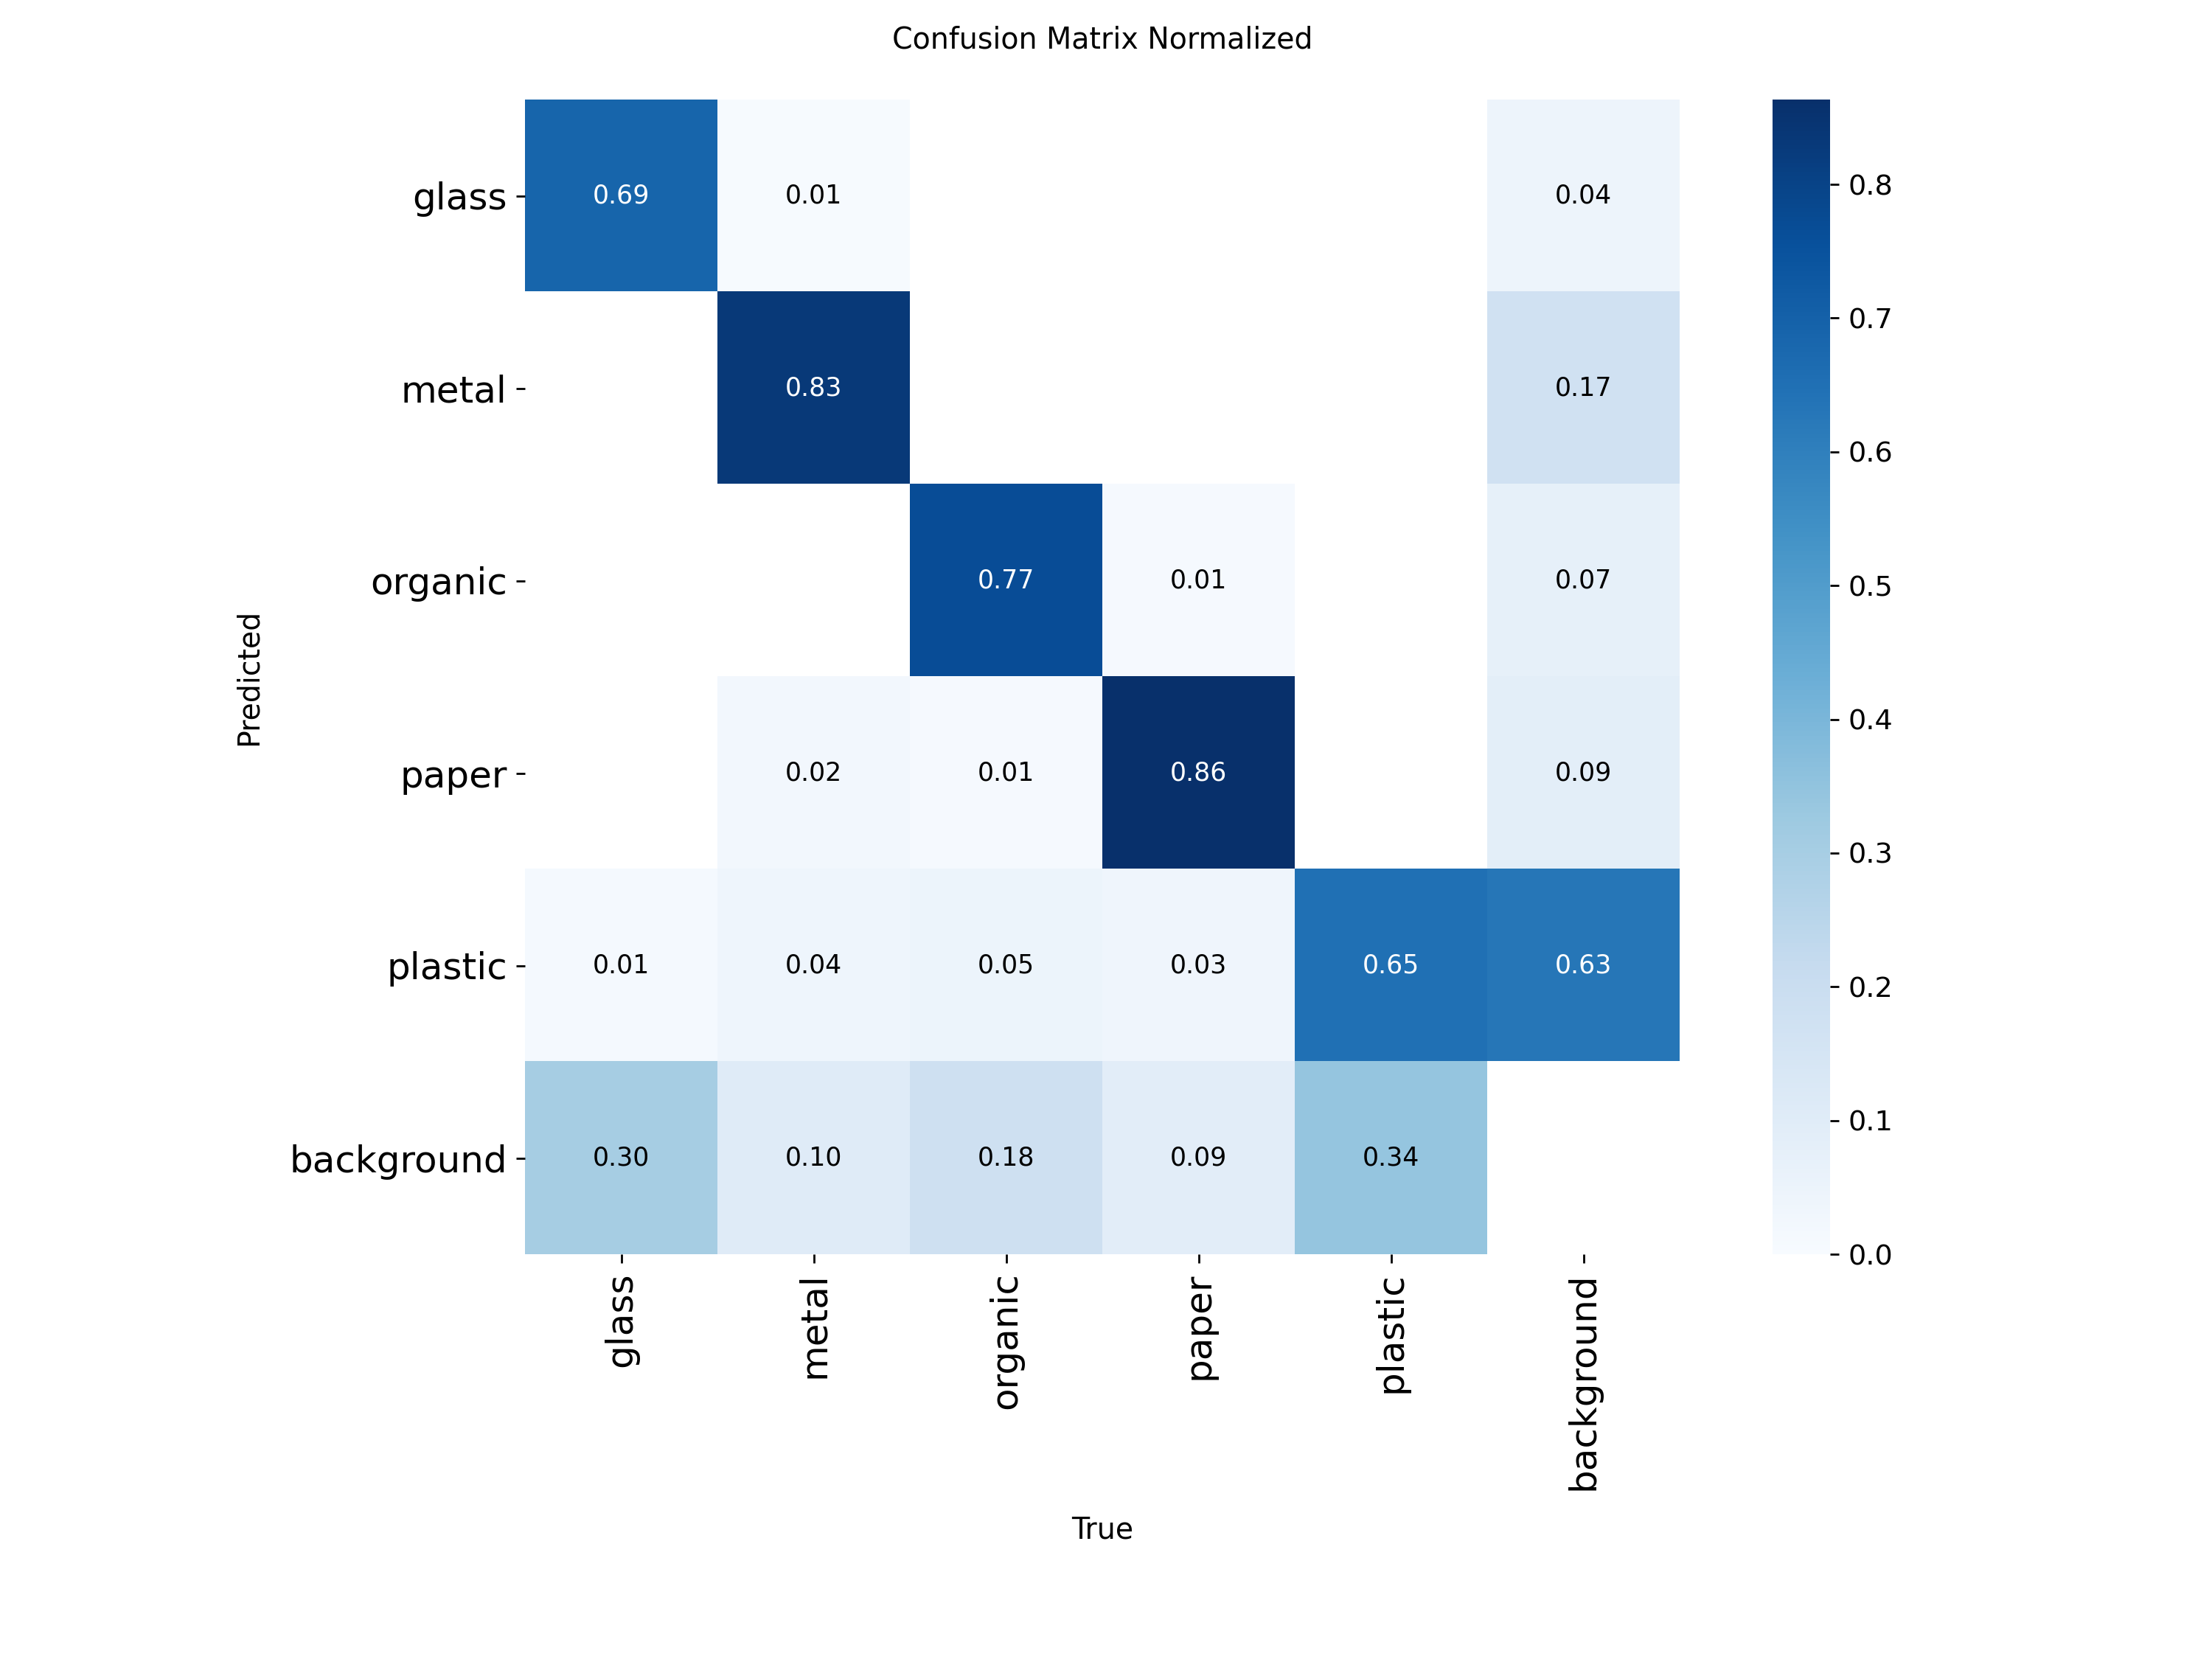 Confusion Matrix Normalized
glass 0.69 0.01 0.04
metal 0.83 0.17
organic 0.77 0.01 0.07
paper 0.02 0.01 0.86 0.09
plastic 0.01 0.04 0.05 0.03 0.65 0.63
background 0.30 0.10 0.18 0.09 0.34
Predicted
glass metal organic paper plastic background
True
0.8
0.7
0.6
0.5
0.4
0.3
0.2
0.1
0.0